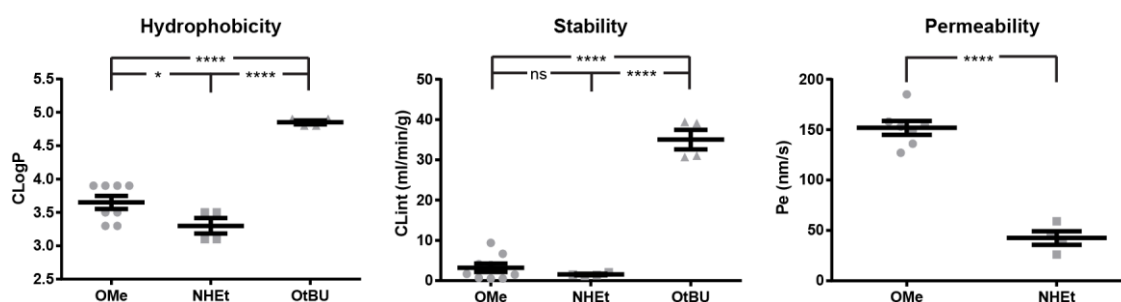 Hydrophobicity
****
* ****
CLogP
5.5
5.0
4.5
4.0
3.5
3.0
2.5
OMe NHEt OtBU
Stability
****
ns ****
CLint (ml/min/g)
50
40
30
20
10
0
OMe NHEt OtBU
Permeability
****
Pe (nm/s)
200
150
100
50
0
OMe NHEt